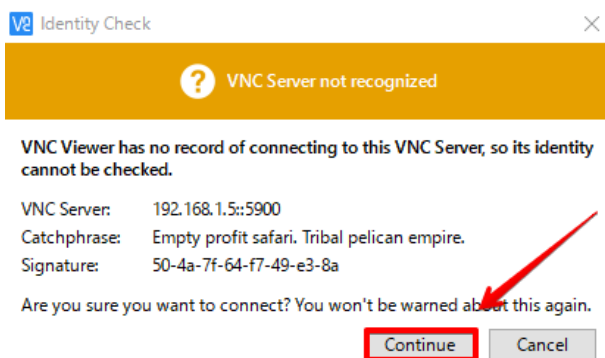 V2 Identity Check
VNC Server not recognized
VNC Viewer has no record of connecting to this VNC Server, so its identity
cannot be checked.
VNC Server: 192.168.1.5::5900
Catchphrase: Empty profit safari. Tribal pelican empire.
Signature: 50-4a-7f-64-f7-49-e3-8a
Are you sure you want to connect? You won't be warned about this again.
Continue Cancel